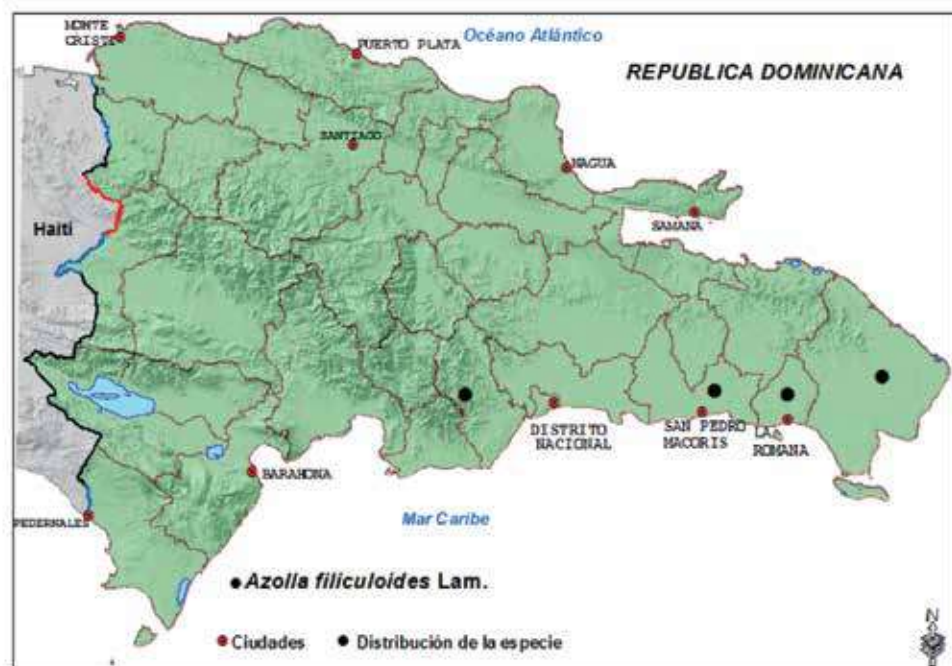 MONTE
CRISTI
PUERTO PLATA
Océano Atlántico
REPUBLICA DOMINICANA
SANTIAGO
NAGUA
Haití
SAMANA
DISTRITO
NACIONAL
SAN PEDRO
MACORIS
LA
ROMANA
BARAHONA
PEDERNALES
Mar Caribe
Azolla filiculoides Lam.
Ciudades
Distribución de la especie
N